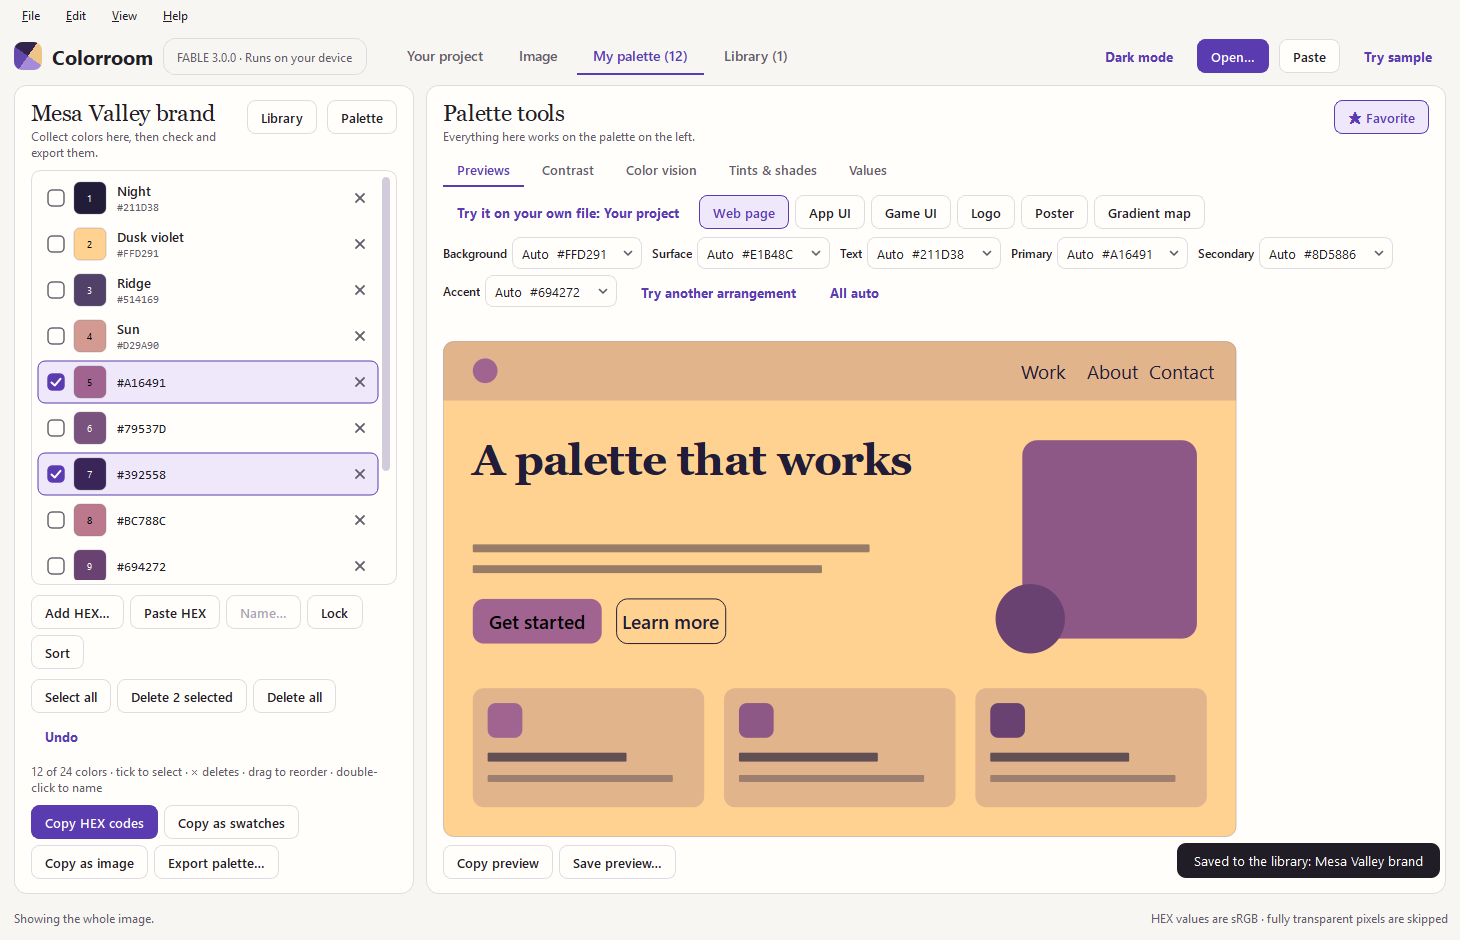 File Edit View Help
Colorroom
FABLE 3.0.0 · Runs on your device
Your project
Image
My palette (12)
Library (1)
Dark mode
Open...
Paste
Try sample
Mesa Valley brand
Collect colors here, then check and
export them.
Library
Palette
1
Night
#211D38
2
Dusk violet
#FFD291
3
Ridge
#514169
4
Sun
#D29A90
5
#A16491
6
#79537D
7
#392558
8
#BC788C
9
#694272
Add HEX...
Paste HEX
Name...
Lock
Sort
Select all
Delete 2 selected
Delete all
Undo
12 of 24 colors · tick to select · × deletes · drag to reorder · double-
click to name
Copy HEX codes
Copy as swatches
Copy as image
Export palette...
Palette tools
Everything here works on the palette on the left.
★ Favorite
Previews
Contrast
Color vision
Tints & shades
Values
Try it on your own file: Your project
Web page
App UI
Game UI
Logo
Poster
Gradient map
Background Auto #FFD291
Surface Auto #E1B48C
Text Auto #211D38
Primary Auto #A16491
Secondary Auto #8D5886
Accent Auto #694272
Try another arrangement
All auto
Work About Contact
A palette that works
Get started
Learn more
Copy preview
Save preview...
Saved to the library: Mesa Valley brand
Showing the whole image.
HEX values are sRGB · fully transparent pixels are skipped